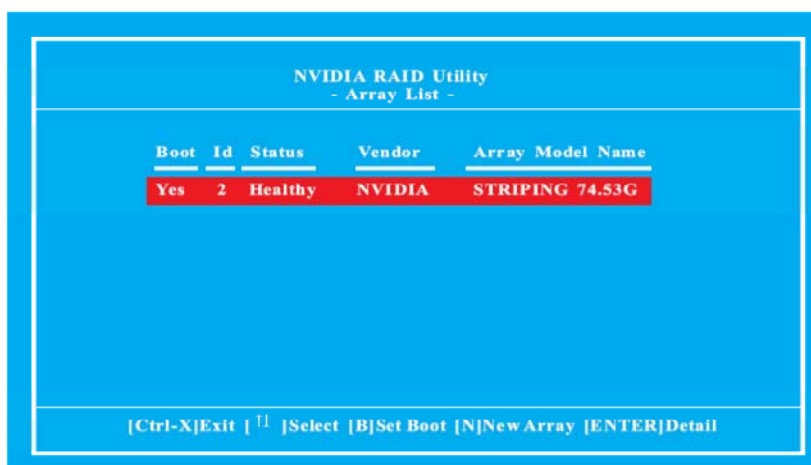 NVIDIA RAID Utility
- Array List -
Boot Id Status Vendor Array Model Name
Yes 2 Healthy NVIDIA STRIPING 74.53G
[Ctrl-X]Exit [↑↓]Select [B]Set Boot [N]New Array [ENTER]Detail